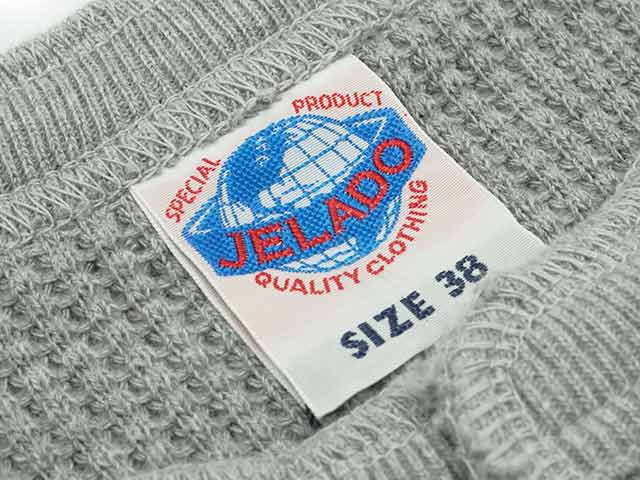 SPECIAL PRODUCT
JELADO
QUALITY CLOTHING
SIZE 38